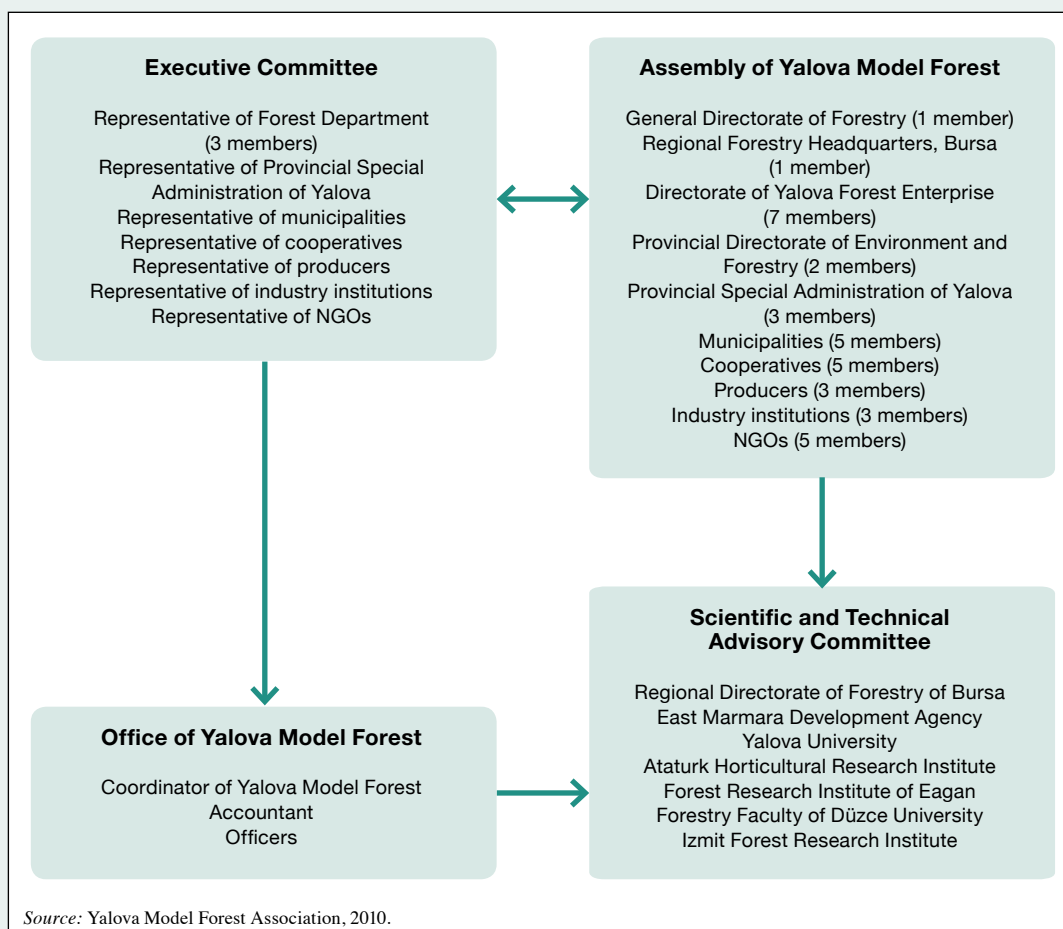 Executive Committee
Representative of Forest Department
(3 members)
Representative of Provincial Special
Administration of Yalova
Representative of municipalities
Representative of cooperatives
Representative of producers
Representative of industry institutions
Representative of NGOs
Assembly of Yalova Model Forest
General Directorate of Forestry (1 member)
Regional Forestry Headquarters, Bursa
(1 member)
Directorate of Yalova Forest Enterprise
(7 members)
Provincial Directorate of Environment and
Forestry (2 members)
Provincial Special Administration of Yalova
(3 members)
Municipalities (5 members)
Cooperatives (5 members)
Producers (3 members)
Industry institutions (3 members)
NGOs (5 members)
Office of Yalova Model Forest
Coordinator of Yalova Model Forest
Accountant
Officers
Scientific and Technical
Advisory Committee
Regional Directorate of Forestry of Bursa
East Marmara Development Agency
Yalova University
Ataturk Horticultural Research Institute
Forest Research Institute of Eagan
Forestry Faculty of Düzce University
Izmit Forest Research Institute
Source: Yalova Model Forest Association, 2010.